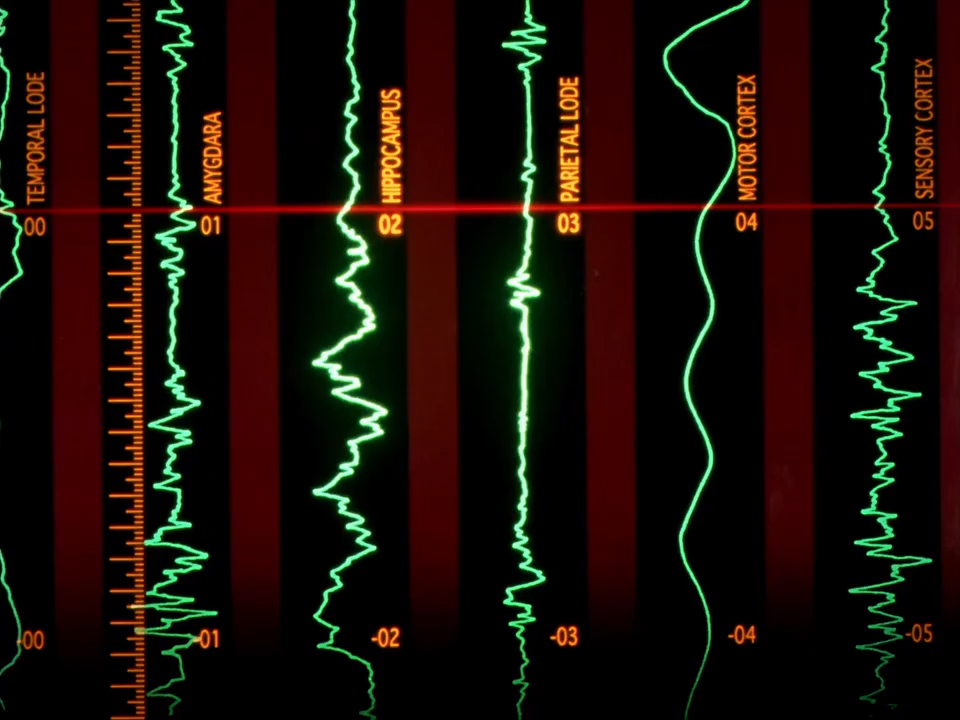 TEMPORAL LODE
00
AMYGDARA
01
HIPPOCAMPUS
02
PARIETAL LODE
03
MOTOR CORTEX
04
SENSORY CORTEX
05
-00
-01
-02
-03
-04
-05